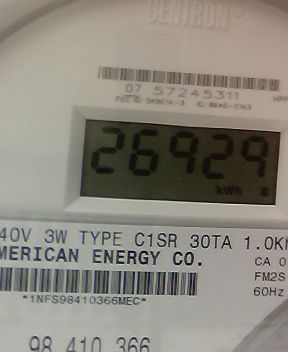 CENTRON®
07 57245311
26929
kWh
40V 3W TYPE C1SR 30TA 1.0Kh
MERICAN ENERGY CO.
CA 0
FM2S
60Hz
*1NFS98410366MEC*
98 410 366